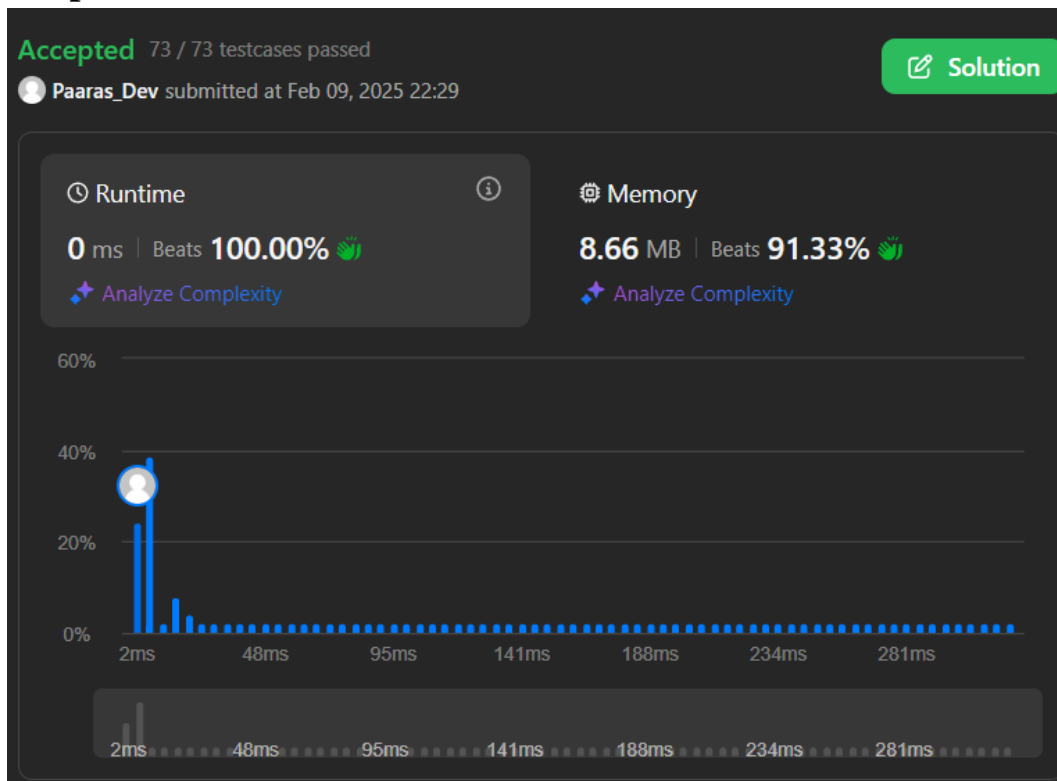 Accepted 73 / 73 testcases passed
Solution
Paaras_Dev submitted at Feb 09, 2025 22:29
Runtime
Memory
0 ms | Beats 100.00%
8.66 MB | Beats 91.33%
Analyze Complexity
Analyze Complexity
60%
40%
20%
0%
2ms 48ms 95ms 141ms 188ms 234ms 281ms
2ms 48ms 95ms 141ms 188ms 234ms 281ms